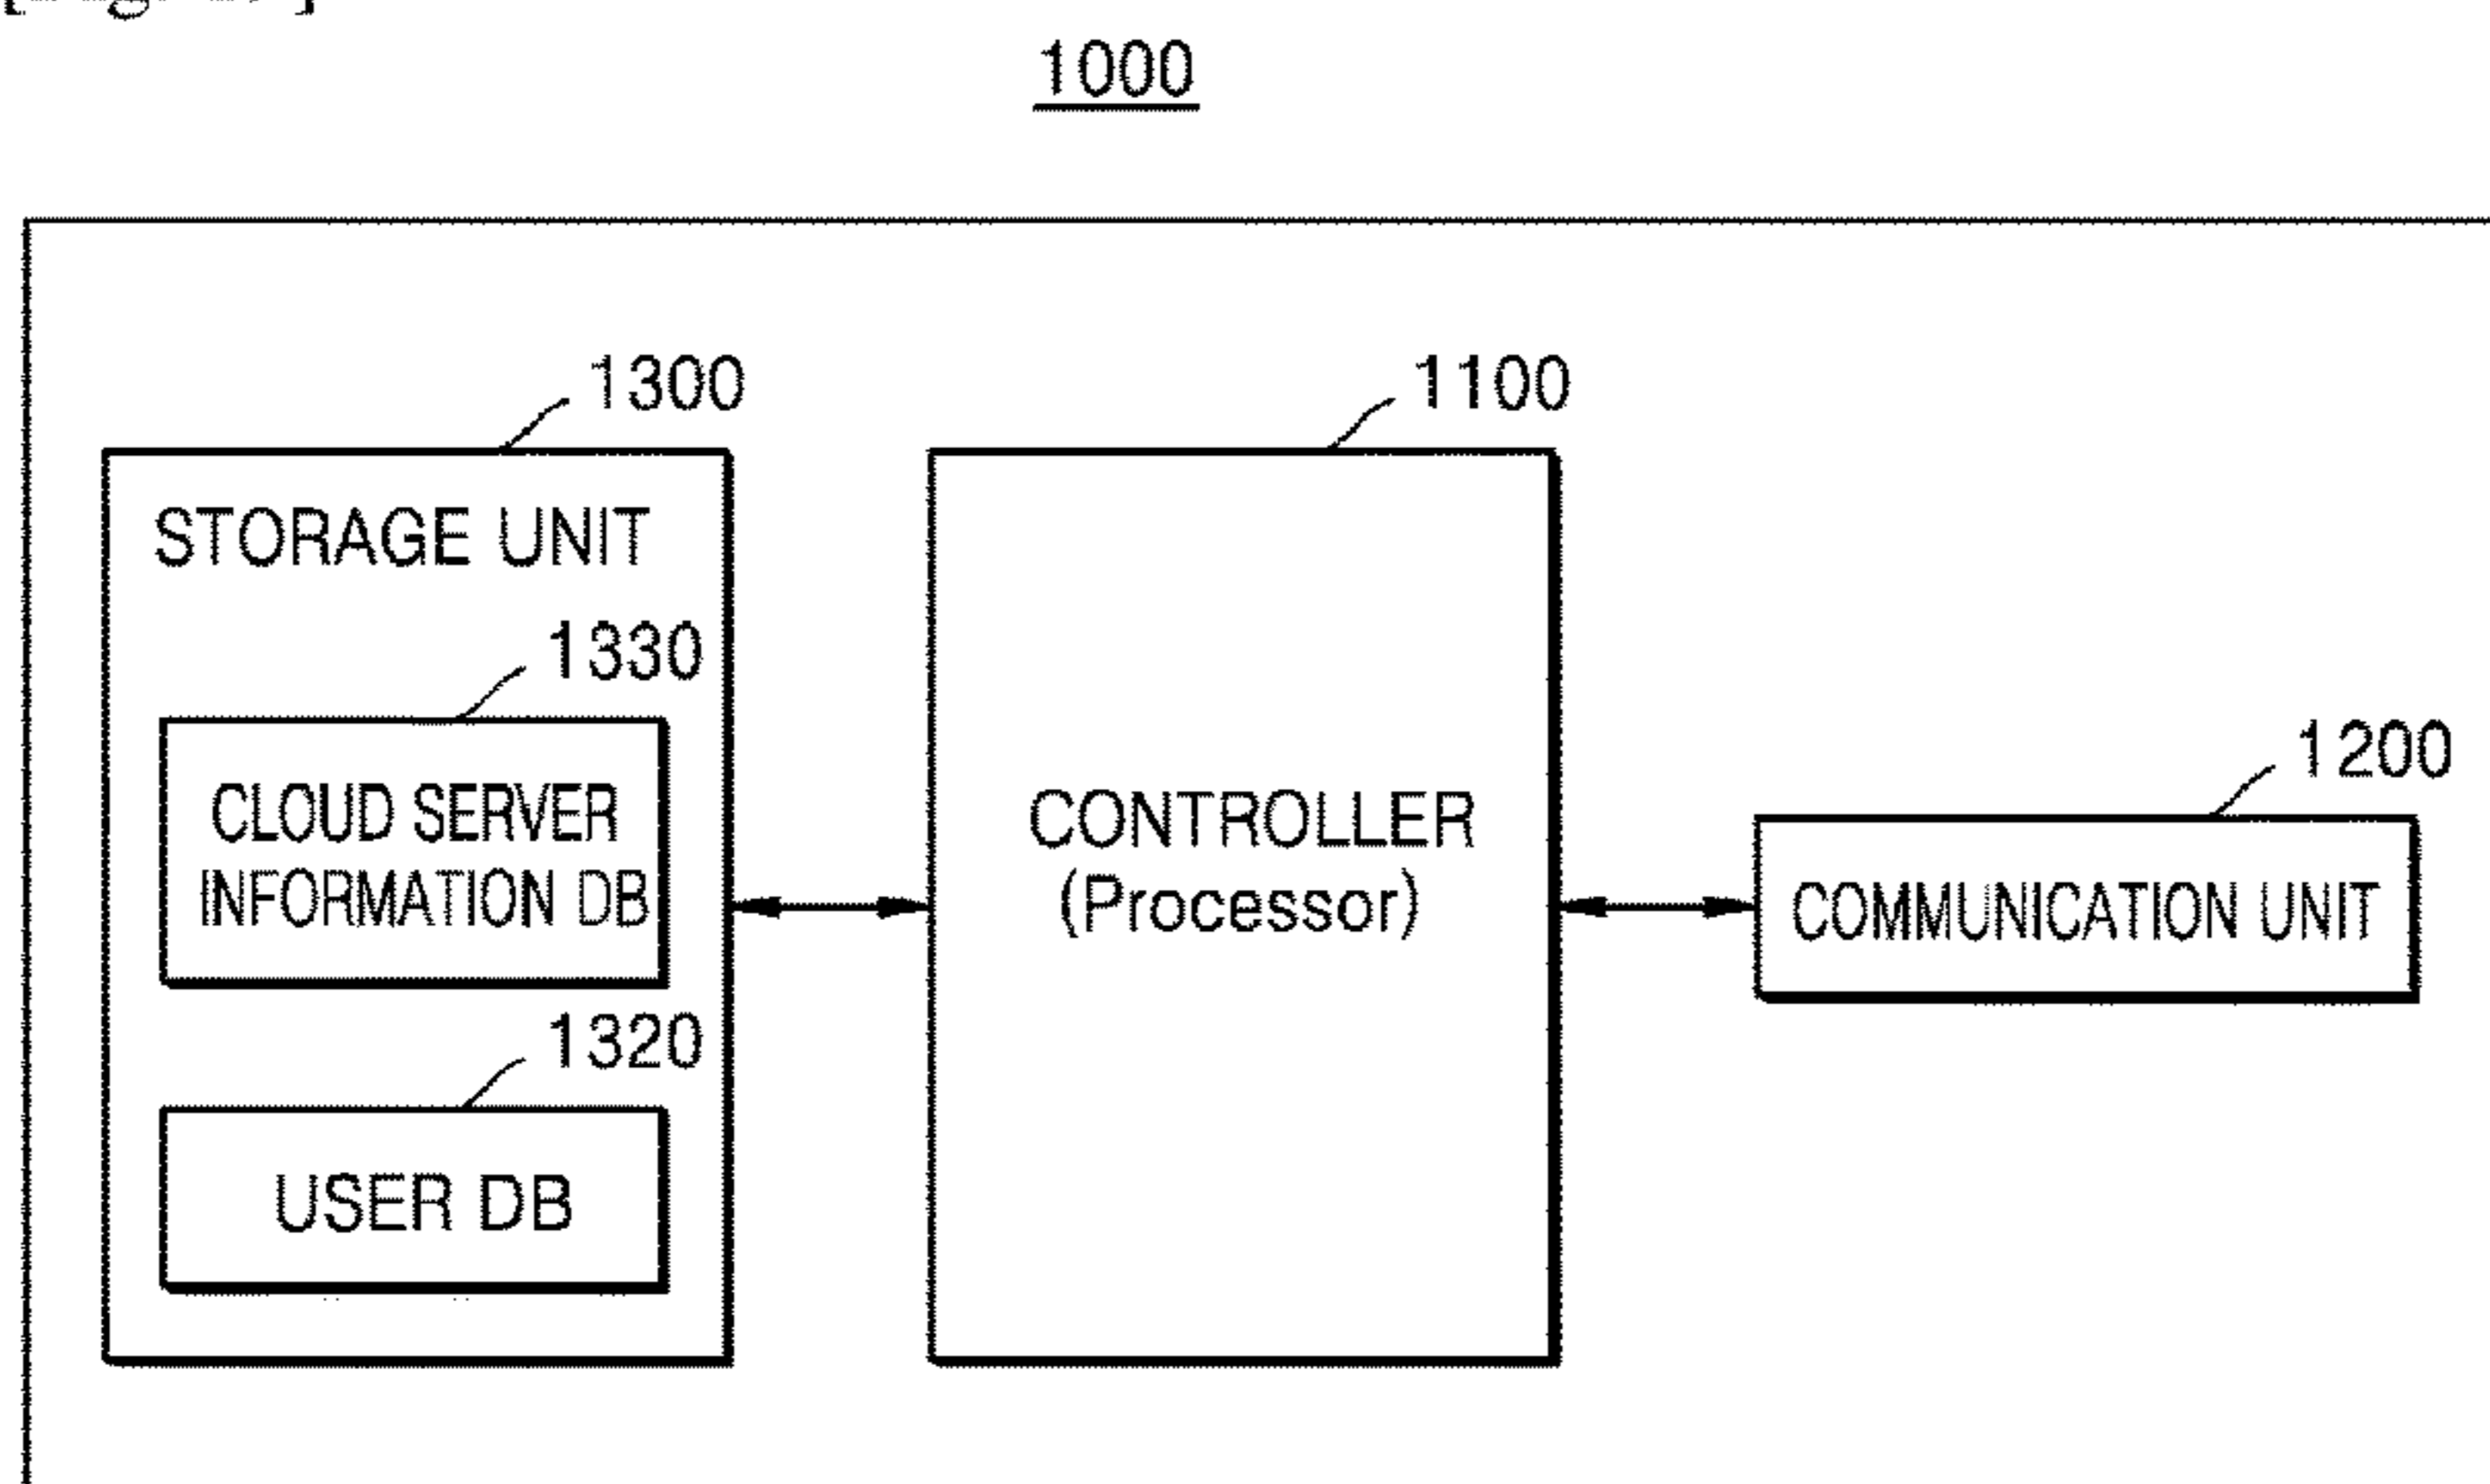 1000
1300
1100
STORAGE UNIT
1330
CLOUD SERVER
INFORMATION DB
1320
USER DB
CONTROLLER
(Processor)
1200
COMMUNICATION UNIT